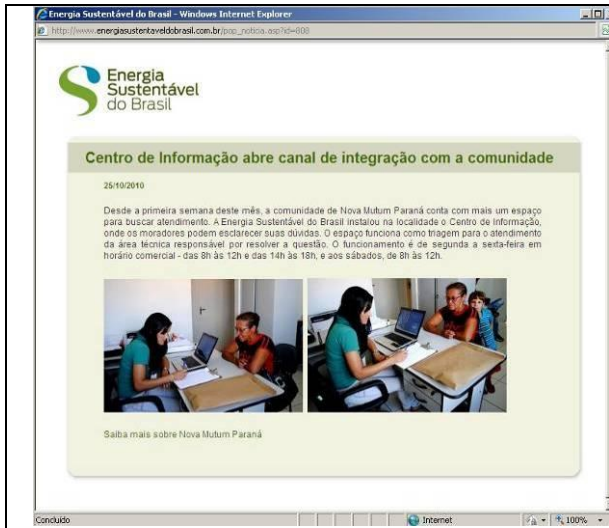 Energia Sustentável do Brasil - Windows Internet Explorer
http://www.energiasustentaveldobrasil.com.br/pop_noticia.asp?id=808
Energia
Sustentável
do Brasil
Centro de Informação abre canal de integração com a comunidade
25/10/2010
Desde a primeira semana deste mês, a comunidade de Nova Mutum Paraná conta com mais um espaço
para buscar atendimento. A Energia Sustentável do Brasil instalou na localidade o Centro de Informação,
onde os moradores podem esclarecer suas dúvidas. O espaço funciona como triagem para o atendimento
da área técnica responsável por resolver a questão. O funcionamento é de segunda a sexta-feira em
horário comercial - das 8h às 12h e das 14h às 18h, e aos sábados, de 8h às 12h.
Saiba mais sobre Nova Mutum Paraná
Concluído
Internet
100%